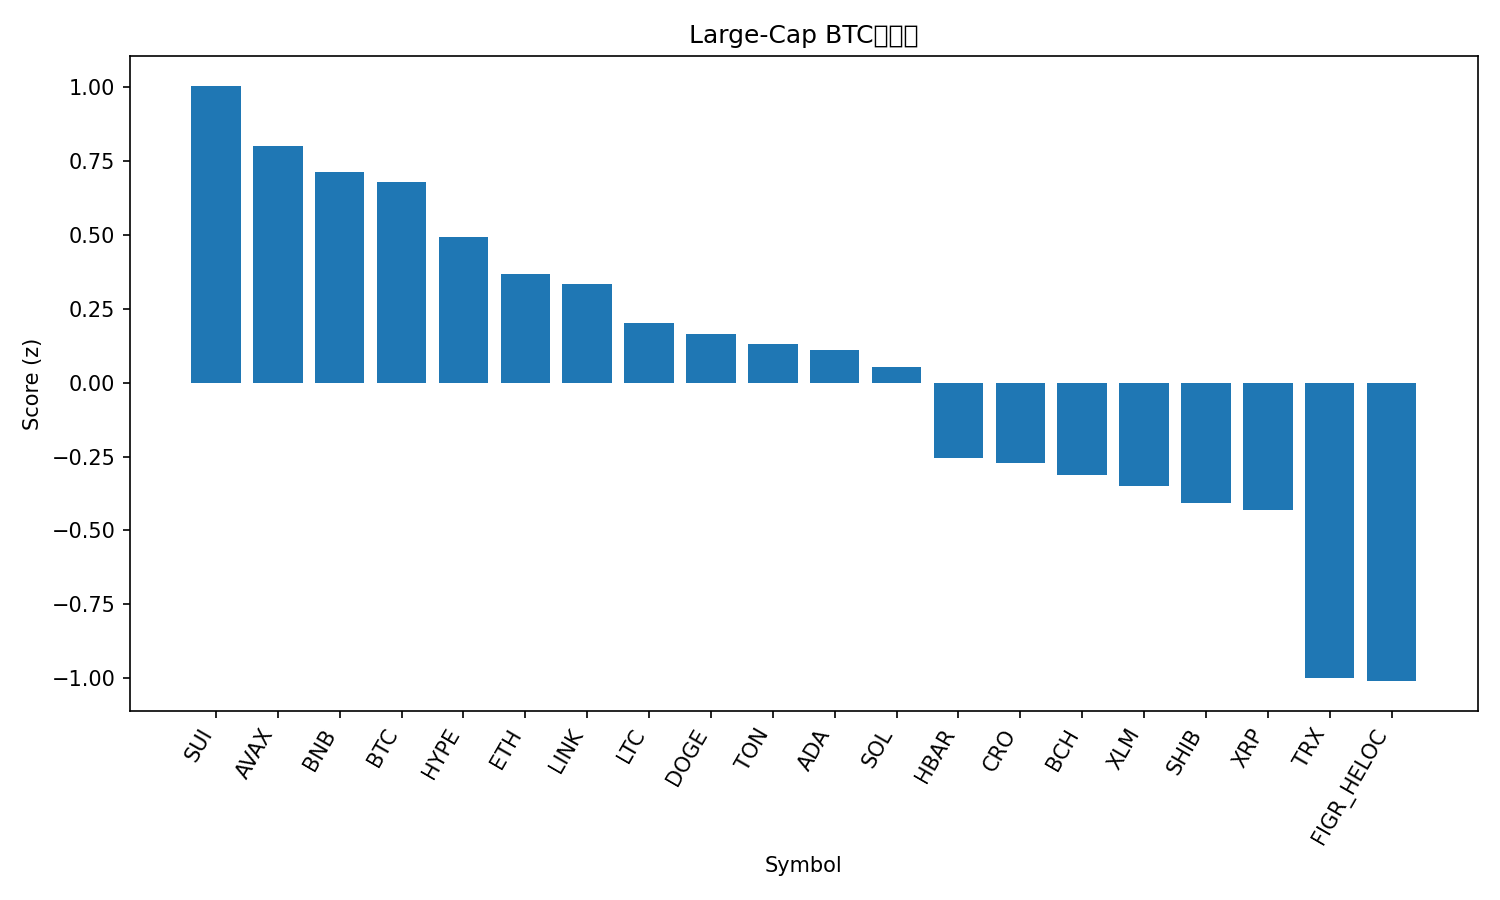 Large-Cap BTC
1.00
0.75
0.50
0.25
0.00
−0.25
−0.50
−0.75
−1.00
Score (z)
SUI
AVAX
BNB
BTC
HYPE
ETH
LINK
LTC
DOGE
TON
ADA
SOL
HBAR
CRO
BCH
XLM
SHIB
XRP
TRX
FIGR_HELOC
Symbol